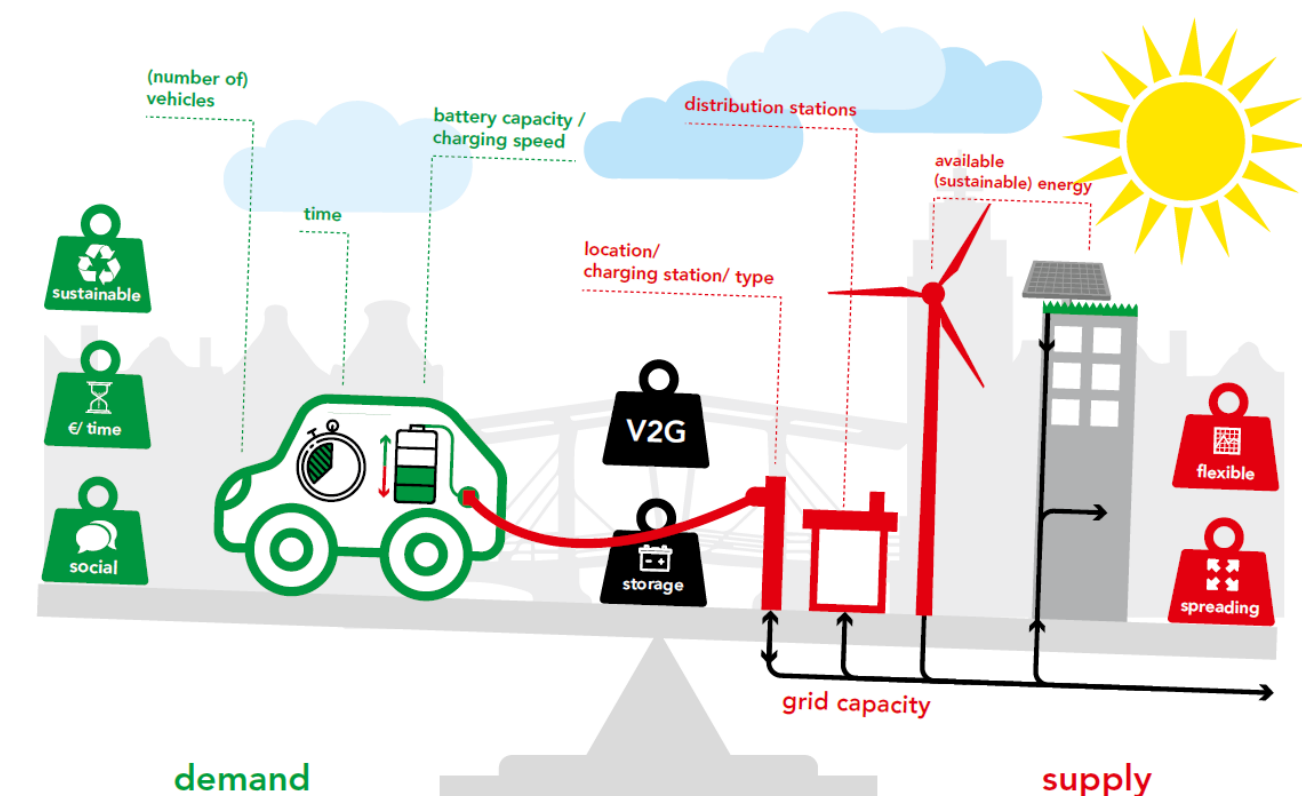 (number of)
vehicles
battery capacity /
charging speed
time
distribution stations
available
(sustainable) energy
location/
charging station/ type
sustainable
€/ time
social
V2G
storage
flexible
spreading
grid capacity
demand
supply